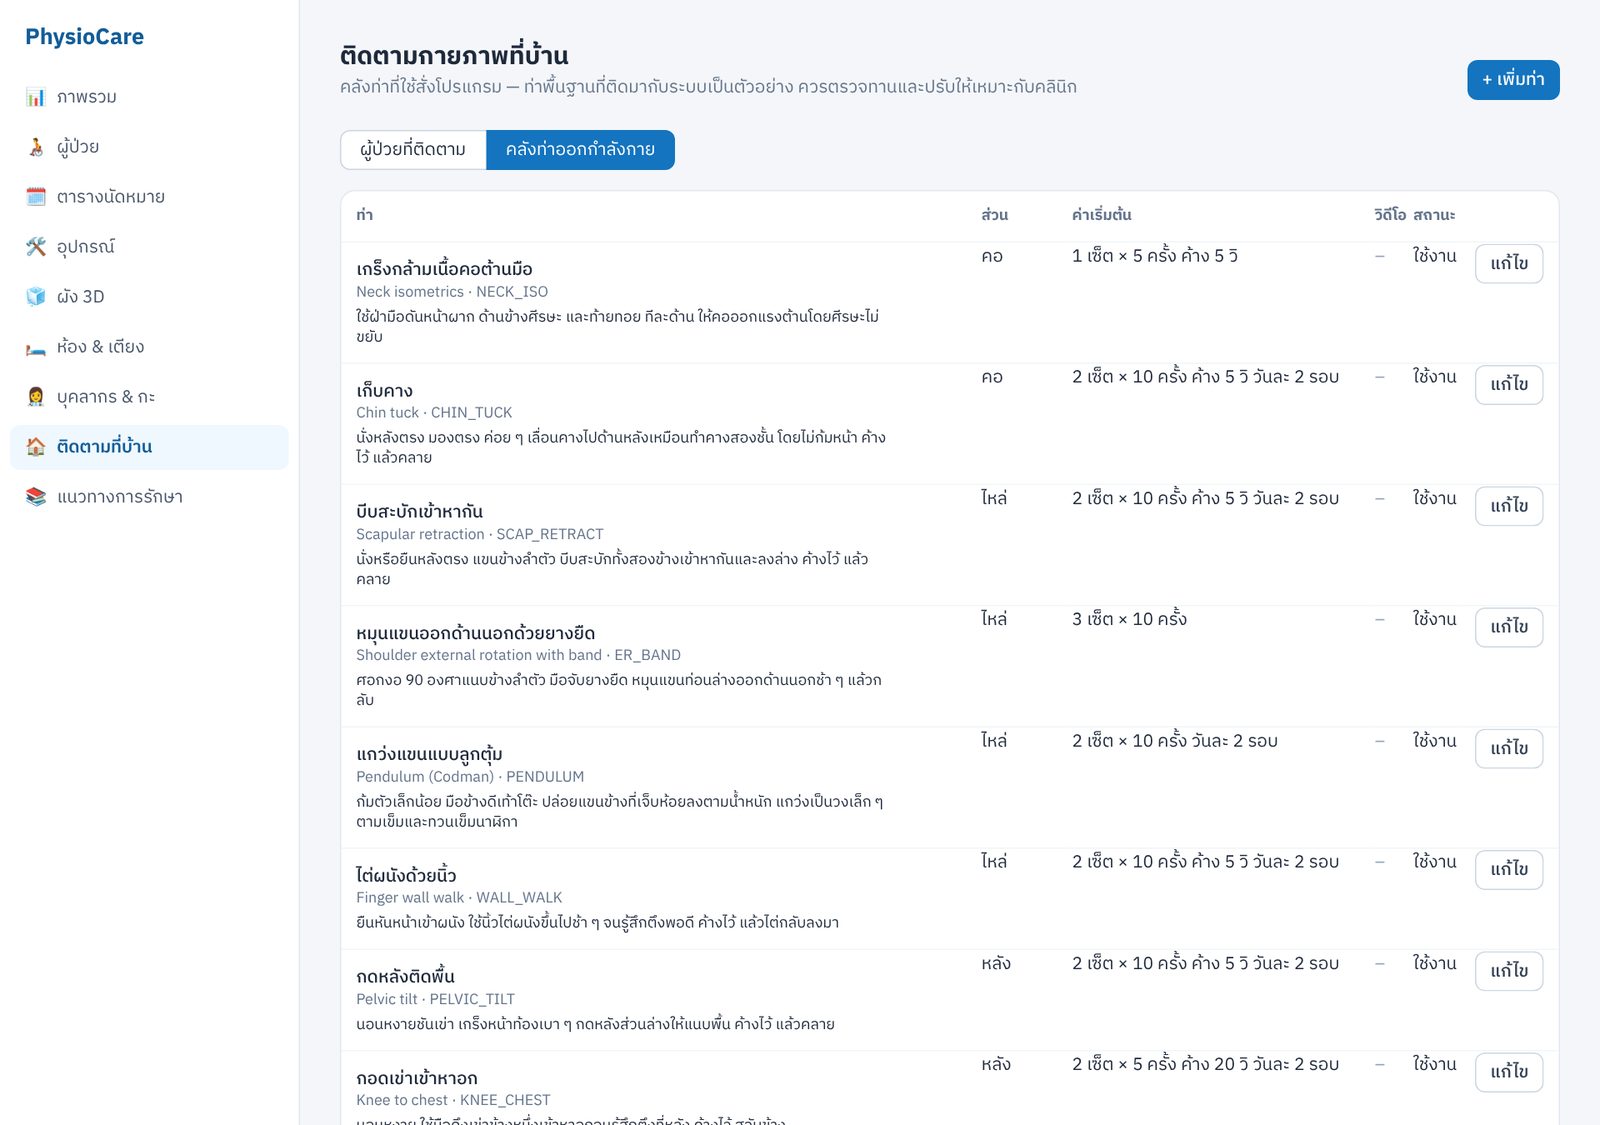 PhysioCare
ภาพรวม
ผู้ป่วย
ตารางนัดหมาย
อุปกรณ์
ผัง 3D
ห้อง & เตียง
บุคลากร & กะ
ติดตามที่บ้าน
แนวทางการรักษา
ติดตามกายภาพที่บ้าน
คลังท่าที่ใช้สั่งโปรแกรม — ท่าพื้นฐานที่ติดมากับระบบเป็นตัวอย่าง ควรตรวจทานและปรับให้เหมาะกับคลินิก
+ เพิ่มท่า
ผู้ป่วยที่ติดตาม คลังท่าออกกำลังกาย
ท่า ส่วน ค่าเริ่มต้น วิดีโอ สถานะ
เกร็งกล้ามเนื้อคอต้านมือ คอ 1 เซ็ต × 5 ครั้ง ค้าง 5 วิ – ใช้งาน แก้ไข
Neck isometrics · NECK_ISO
ใช้ฝ่ามือดันหน้าผาก ด้านข้างศีรษะ และท้ายทอย ทีละด้าน ให้คอออกแรงต้านโดยศีรษะไม่
ขยับ
เก็บคาง คอ 2 เซ็ต × 10 ครั้ง ค้าง 5 วิ วันละ 2 รอบ – ใช้งาน แก้ไข
Chin tuck · CHIN_TUCK
นั่งหลังตรง มองตรง ค่อย ๆ เลื่อนคางไปด้านหลังเหมือนทำคางสองชั้น โดยไม่ก้มหน้า ค้าง
ไว้ แล้วคลาย
บีบสะบักเข้าหากัน ไหล่ 2 เซ็ต × 10 ครั้ง ค้าง 5 วิ วันละ 2 รอบ – ใช้งาน แก้ไข
Scapular retraction · SCAP_RETRACT
นั่งหรือยืนหลังตรง แขนข้างลำตัว บีบสะบักทั้งสองข้างเข้าหากันและลงล่าง ค้างไว้ แล้ว
คลาย
หมุนแขนออกด้านนอกด้วยยางยืด ไหล่ 3 เซ็ต × 10 ครั้ง – ใช้งาน แก้ไข
Shoulder external rotation with band · ER_BAND
ศอกงอ 90 องศาแนบข้างลำตัว มือจับยางยืด หมุนแขนท่อนล่างออกด้านนอกช้า ๆ แล้วก
ลับ
แกว่งแขนแบบลูกตุ้ม ไหล่ 2 เซ็ต × 10 ครั้ง วันละ 2 รอบ – ใช้งาน แก้ไข
Pendulum (Codman) · PENDULUM
ก้มตัวเล็กน้อย มือข้างดีเท้าโต๊ะ ปล่อยแขนข้างที่เจ็บห้อยลงตามน้ำหนัก แกว่งเป็นวงเล็ก ๆ
ตามเข็มและทวนเข็มนาฬิกา
ไต่ผนังด้วยนิ้ว ไหล่ 2 เซ็ต × 10 ครั้ง ค้าง 5 วิ วันละ 2 รอบ – ใช้งาน แก้ไข
Finger wall walk · WALL_WALK
ยืนหันหน้าเข้าผนัง ใช้นิ้วไต่ผนังขึ้นไปช้า ๆ จนรู้สึกตึงพอดี ค้างไว้ แล้วไต่กลับลงมา
กดหลังติดพื้น หลัง 2 เซ็ต × 10 ครั้ง ค้าง 5 วิ วันละ 2 รอบ – ใช้งาน แก้ไข
Pelvic tilt · PELVIC_TILT
นอนหงายชันเข่า เกร็งหน้าท้องเบา ๆ กดหลังส่วนล่างให้แนบพื้น ค้างไว้ แล้วคลาย
กอดเข่าเข้าหาอก หลัง 2 เซ็ต × 5 ครั้ง ค้าง 20 วิ วันละ 2 รอบ – ใช้งาน แก้ไข
Knee to chest · KNEE_CHEST